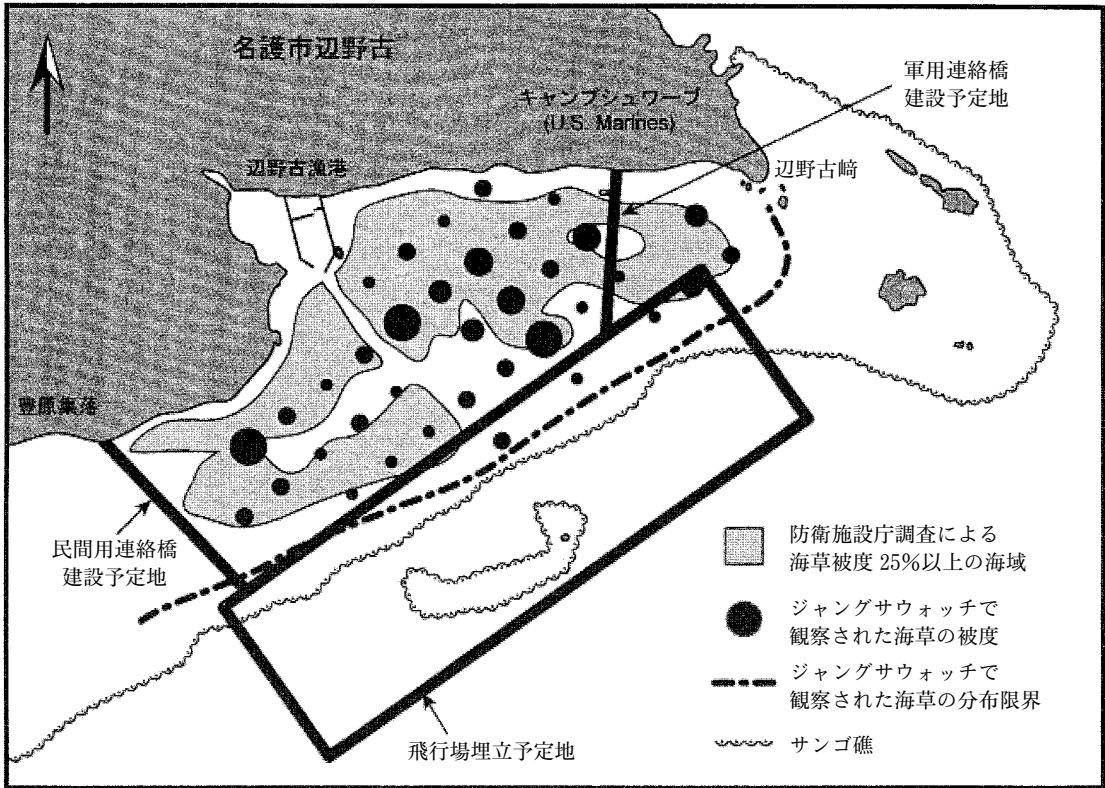 名護市辺野古
キャンプシュワーブ
(U.S. Marines)
軍用連絡橋
建設予定地
辺野古漁港
辺野古﨑
豊原集落
民間用連絡橋
建設予定地
飛行場埋立予定地
防衛施設庁調査による
海草被度 25%以上の海域
ジャングサウォッチで
観察された海草の被度
ジャングサウォッチで
観察された海草の分布限界
サンゴ礁